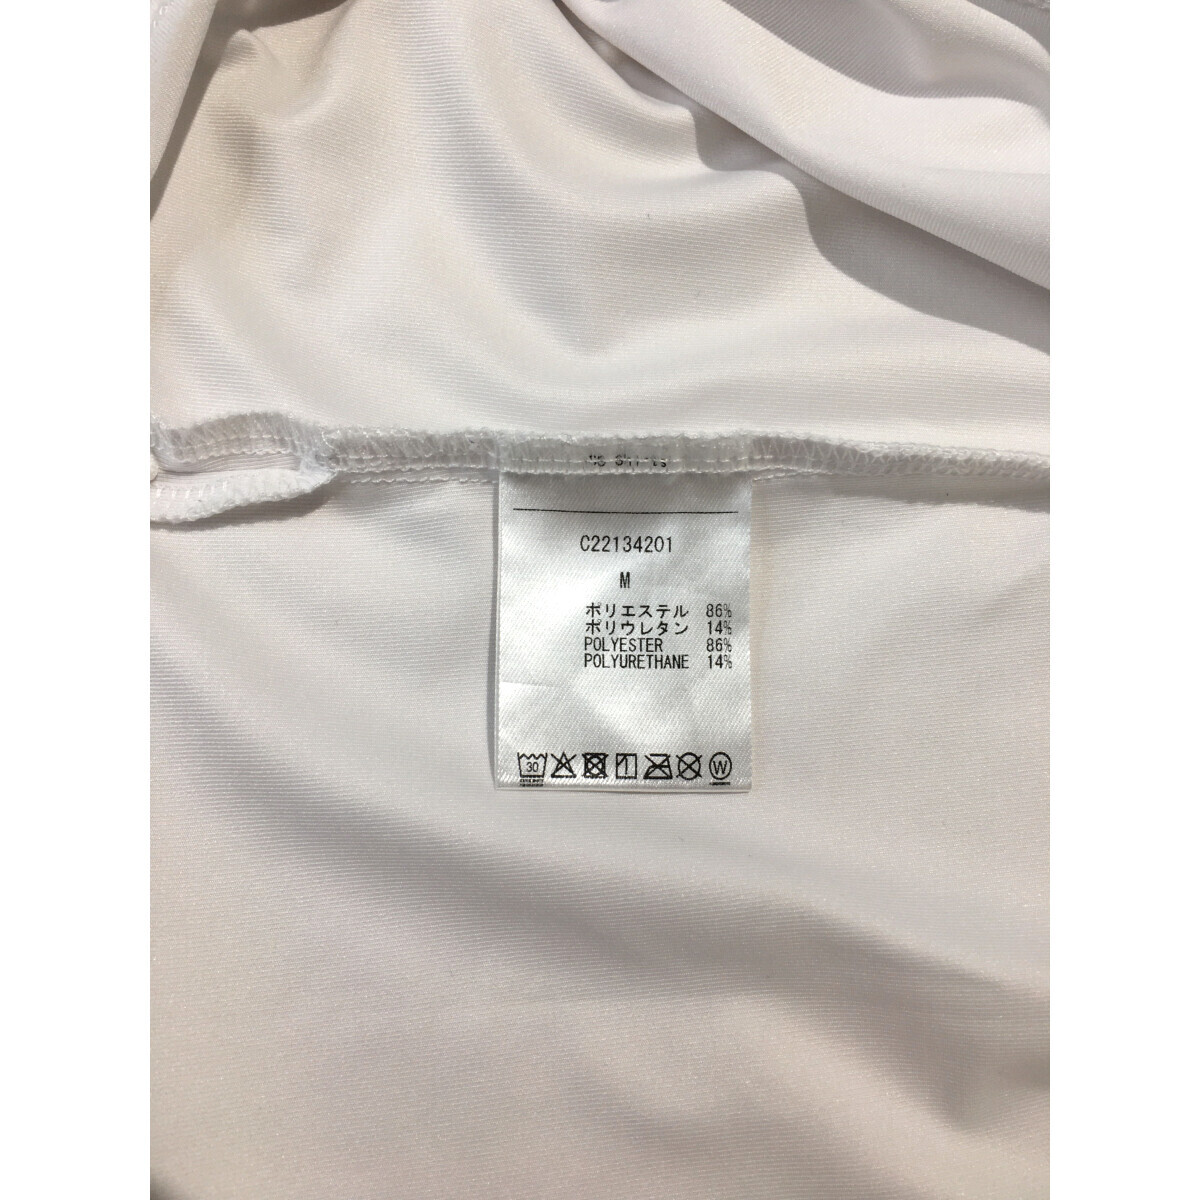 C22134201
M
ポリエステル 86%
ポリウレタン 14%
POLYESTER 86%
POLYURETHANE 14%
30
W